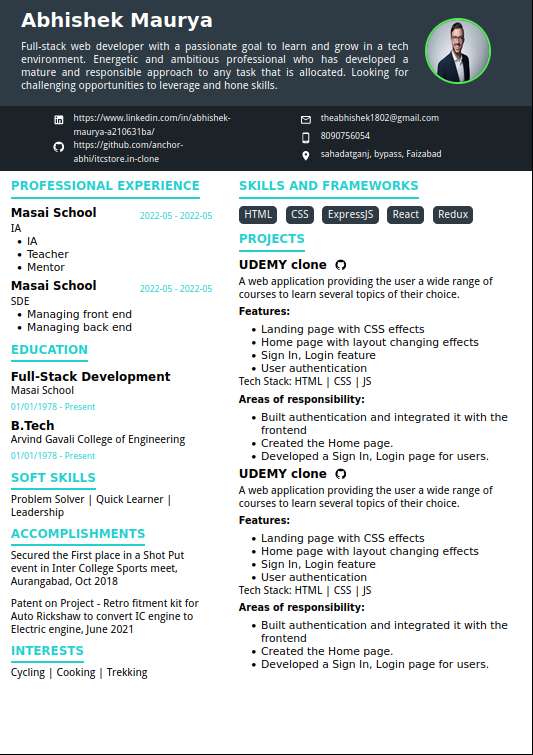 Abhishek Maurya
Full-stack web developer with a passionate goal to learn and grow in a tech
environment. Energetic and ambitious professional who has developed a
mature and responsible approach to any task that is allocated. Looking for
challenging opportunities to leverage and hone skills.
https://www.linkedin.com/in/abhishek-
maurya-a210631ba/
https://github.com/anchor-
abhi/itcstore.in-clone
theabhishek1802@gmail.com
8090756054
sahadatganj, bypass, Faizabad
PROFESSIONAL EXPERIENCE
Masai School
2022-05 - 2022-05
IA
• IA
• Teacher
• Mentor
Masai School
2022-05 - 2022-05
SDE
• Managing front end
• Managing back end
EDUCATION
Full-Stack Development
Masai School
01/01/1978 - Present
B.Tech
Arvind Gavali College of Engineering
01/01/1978 - Present
SOFT SKILLS
Problem Solver | Quick Learner |
Leadership
ACCOMPLISHMENTS
Secured the First place in a Shot Put
event in Inter College Sports meet,
Aurangabad, Oct 2018
Patent on Project - Retro fitment kit for
Auto Rickshaw to convert IC engine to
Electric engine, June 2021
INTERESTS
Cycling | Cooking | Trekking
SKILLS AND FRAMEWORKS
HTML CSS ExpressJS React Redux
PROJECTS
UDEMY clone
A web application providing the user a wide range of
courses to learn several topics of their choice.
Features:
• Landing page with CSS effects
• Home page with layout changing effects
• Sign In, Login feature
• User authentication
Tech Stack: HTML | CSS | JS
Areas of responsibility:
• Built authentication and integrated it with the
frontend
• Created the Home page.
• Developed a Sign In, Login page for users.
UDEMY clone
A web application providing the user a wide range of
courses to learn several topics of their choice.
Features:
• Landing page with CSS effects
• Home page with layout changing effects
• Sign In, Login feature
• User authentication
Tech Stack: HTML | CSS | JS
Areas of responsibility:
• Built authentication and integrated it with the
frontend
• Created the Home page.
• Developed a Sign In, Login page for users.